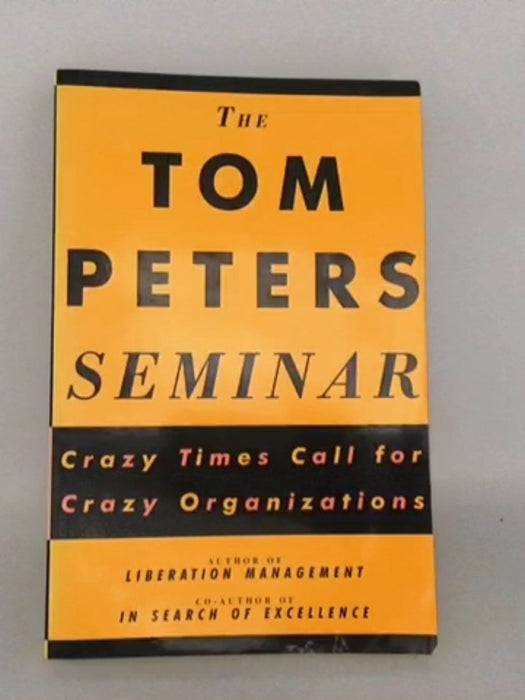 THE
TOM
PETERS
SEMINAR
Crazy Times Call for
Crazy Organizations
AUTHOR OF
LIBERATION MANAGEMENT
CO-AUTHOR OF
IN SEARCH OF EXCELLENCE